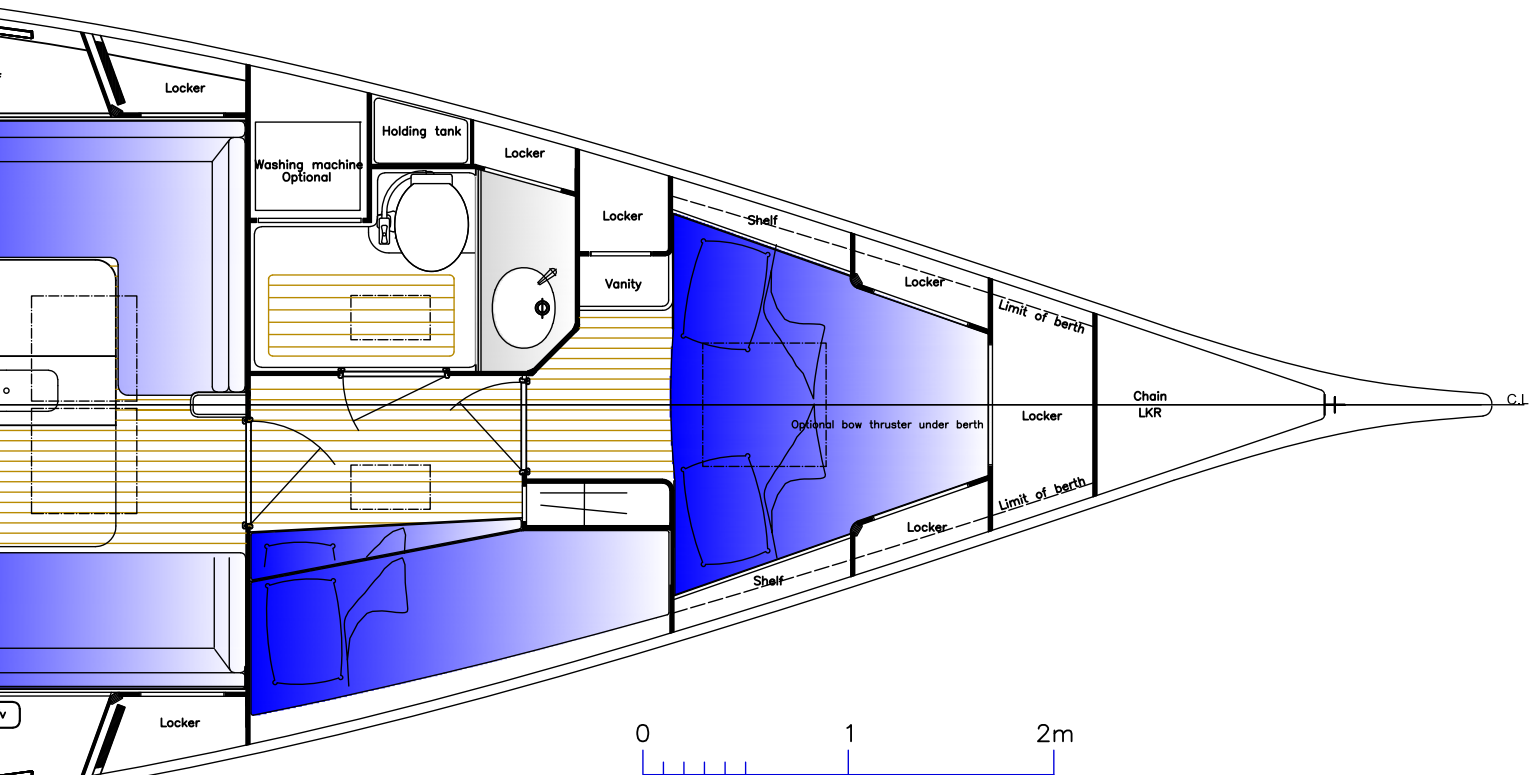 Locker
Holding tank
Locker
Washing machine
Optional
Locker
Shelf
Vanity
Locker
Limit of berth
Chain
LKR
Locker
Optional bow thruster under berth
Limit of berth
Locker
Shelf
Locker
0 1 2m